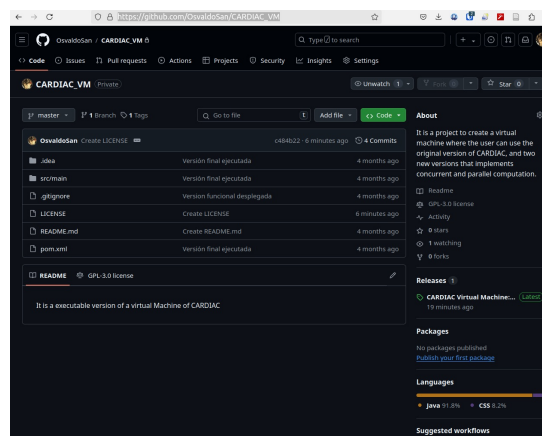 https://github.com/OsvaldoSan/CARDIAC_VM
OsvaldoSan / CARDIAC_VM
Type / to search
Code Issues Pull requests Actions Projects Security Insights Settings
CARDIAC_VM Private
Unwatch 1 Fork 0 Star 0
master 1 Branch 1 Tags Go to file t Add file Code
OsvaldoSan Create LICENSE c484b22 · 6 minutes ago 4 Commits
.idea Versión final ejecutada 4 months ago
src/main Versión final ejecutada 4 months ago
.gitignore Version funcional desplegada 4 months ago
LICENSE Create LICENSE 6 minutes ago
README.md Create README.md 4 months ago
pom.xml Versión final ejecutada 4 months ago
README GPL-3.0 license
It is a executable version of a virtual Machine of CARDIAC
About
It is a project to create a virtual
machine where the user can use the
original version of CARDIAC, and two
new versions that implements
concurrent and parallel computation.
Readme
GPL-3.0 license
Activity
0 stars
1 watching
0 forks
Releases 1
CARDIAC Virtual Machine:... Latest
19 minutes ago
Packages
No packages published
Publish your first package
Languages
Java 91.8% CSS 8.2%
Suggested workflows